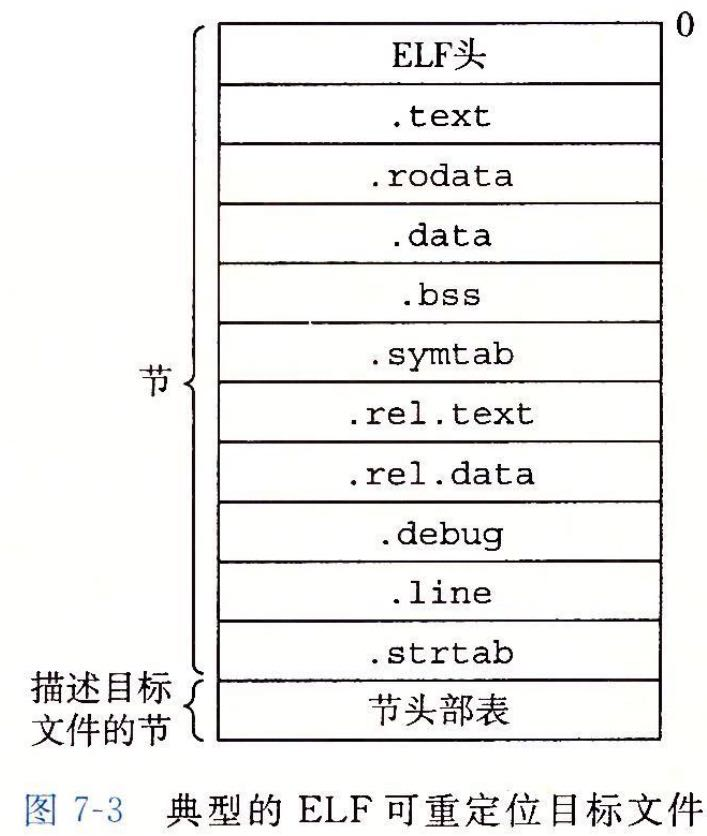 0
ELF头
.text
.rodata
.data
.bss
.symtab
节
.rel.text
.rel.data
.debug
.line
.strtab
描述目标
文件的节
节头部表
图 7-3 典型的 ELF 可重定位目标文件